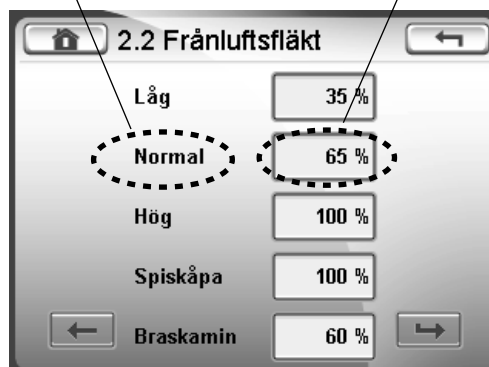 2.2 Frånluftsfläkt
Låg 35 %
Normal 65 %
Hög 100 %
Spiskåpa 100 %
Braskamin 60 %